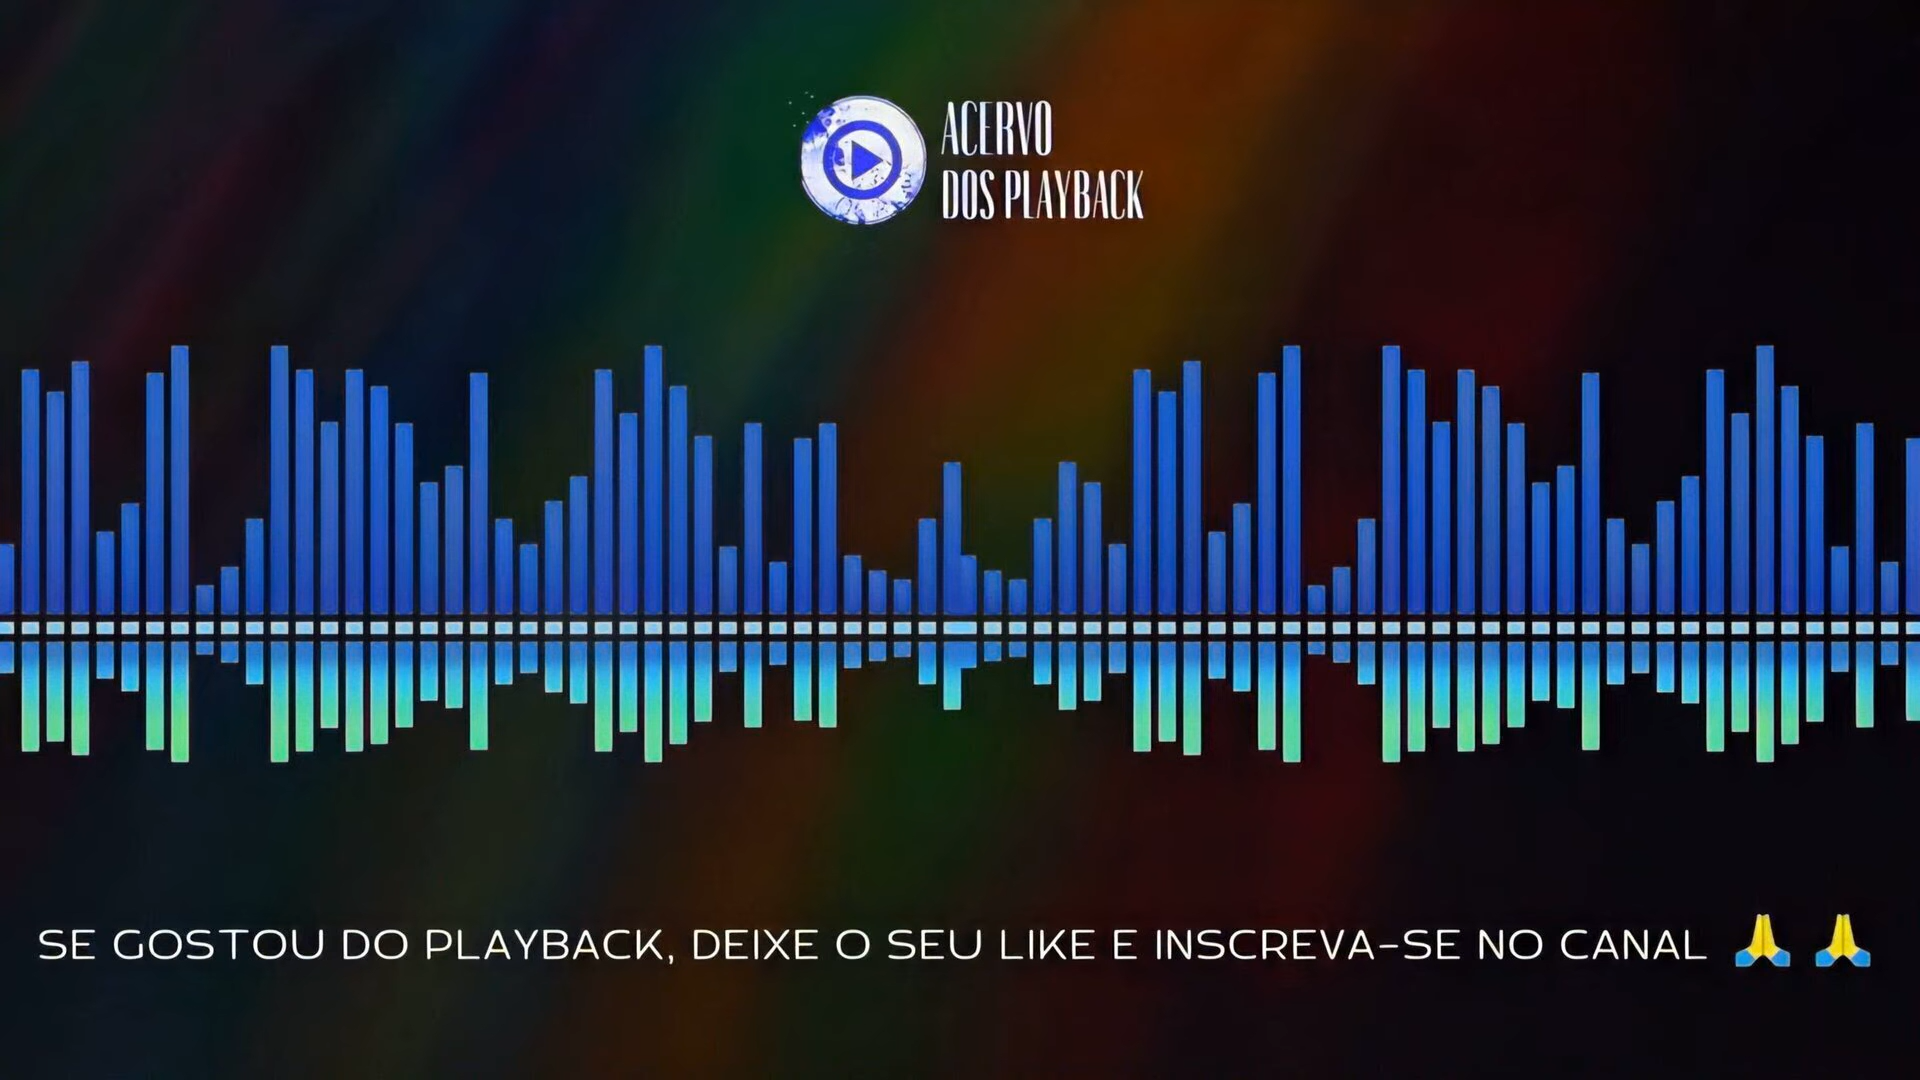 ACERVO
DOS PLAYBACK
SE GOSTOU DO PLAYBACK, DEIXE O SEU LIKE E INSCREVA-SE NO CANAL 🙏 🙏